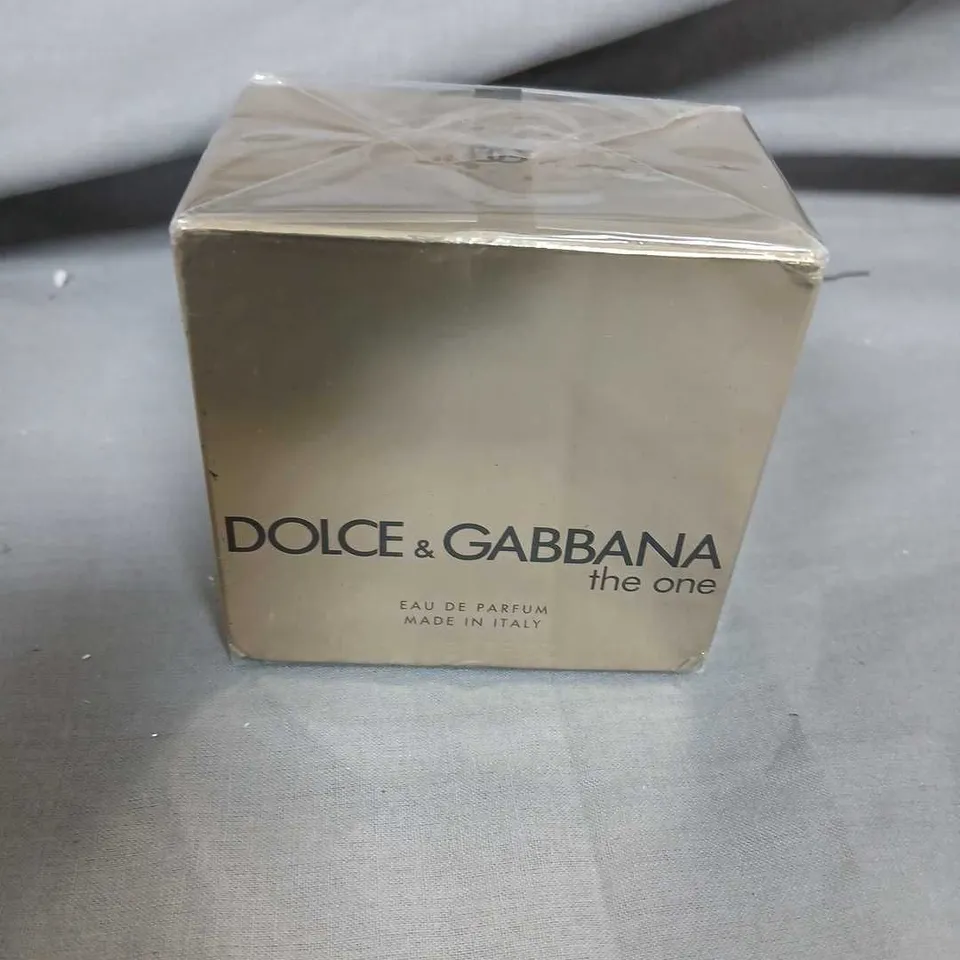 DOLCE & GABBANA
the one
EAU DE PARFUM
MADE IN ITALY